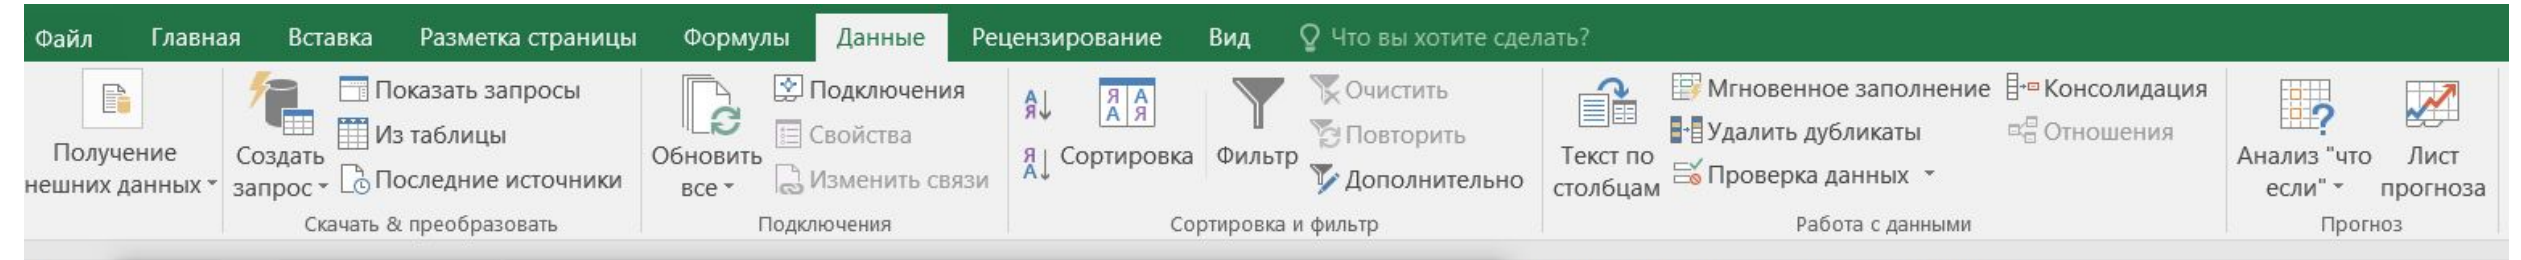 Файл Главная Вставка Разметка страницы Формулы Данные Рецензирование Вид Что вы хотите сделать?
Получение
нешних данных
Создать
запрос
Показать запросы
Из таблицы
Последние источники
Скачать & преобразовать
Обновить
все
Подключения
Свойства
Изменить связи
Подключения
А
Я
Я
А
Я А
А Я
Сортировка
Фильтр
Очистить
Повторить
Дополнительно
Сортировка и фильтр
Текст по
столбцам
Мгновенное заполнение
Удалить дубликаты
Проверка данных
Консолидация
Отношения
Работа с данными
Анализ "что
если"
Лист
прогноза
Прогноз